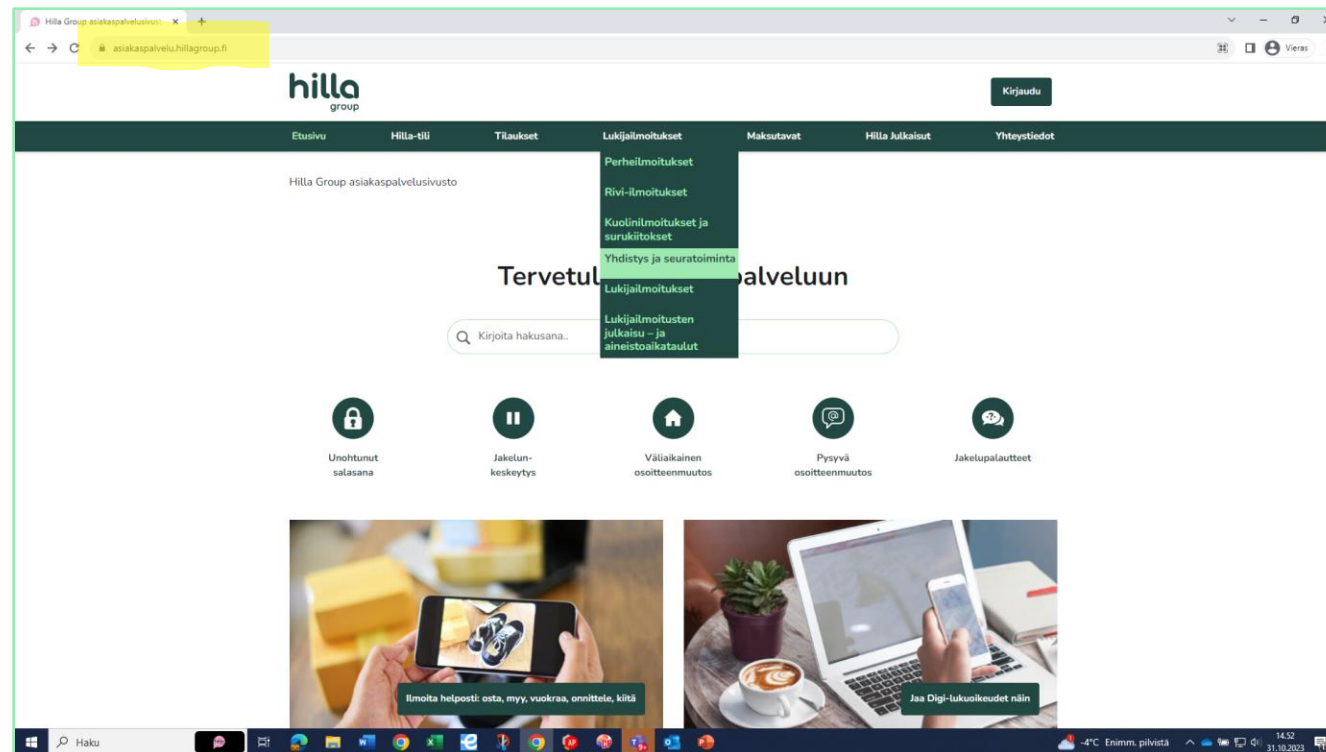 Hilla Group asiakaspalvelusivust
asiakaspalvelu.hillagroup.fi
Vieras
hilla
group
Kirjaudu
Etusivu Hilla-tili Tilaukset Lukijailmoitukset Maksutavat Hilla Julkaisut Yhteystiedot
Perheilmoitukset
Hilla Group asiakaspalvelusivusto
Rivi-ilmoitukset
Kuolinilmoitukset ja
surukiitokset
Yhdistys ja seuratoiminta
Tervetul palveluun
Lukijailmoitukset
Lukijailmoitusten
julkaisu – ja
aineistoaikataulut
Kirjoita hakusana..
Unohtunut
salasana
Jakelun-
keskeytys
Väliaikainen
osoitteenmuutos
Pysyvä
osoitteenmuutos
Jakelupalautteet
Ilmoita helposti: osta, myy, vuokraa, onnittele, kiitä
Jaa Digi-lukuoikeudet näin
Haku
-4°C Enimm. pilvistä
14.52
31.10.2023